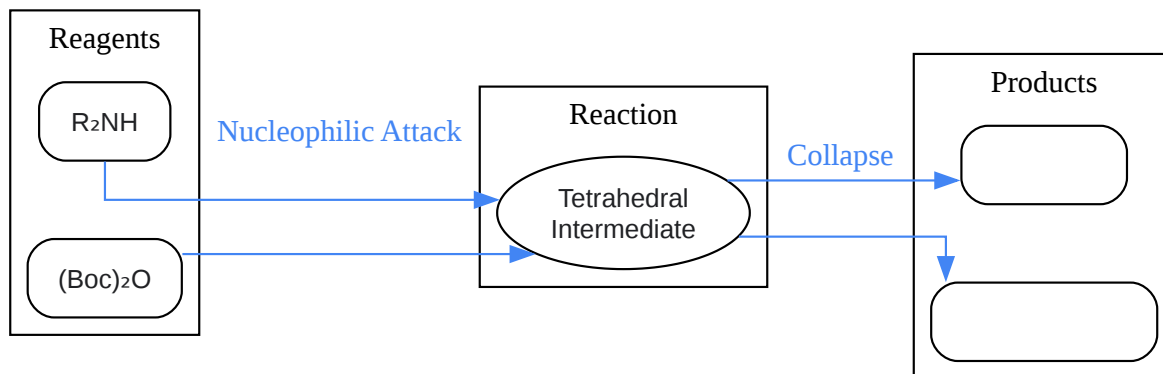 Reagents
R₂NH
(Boc)₂O
Nucleophilic Attack
Reaction
Tetrahedral
Intermediate
Collapse
Products